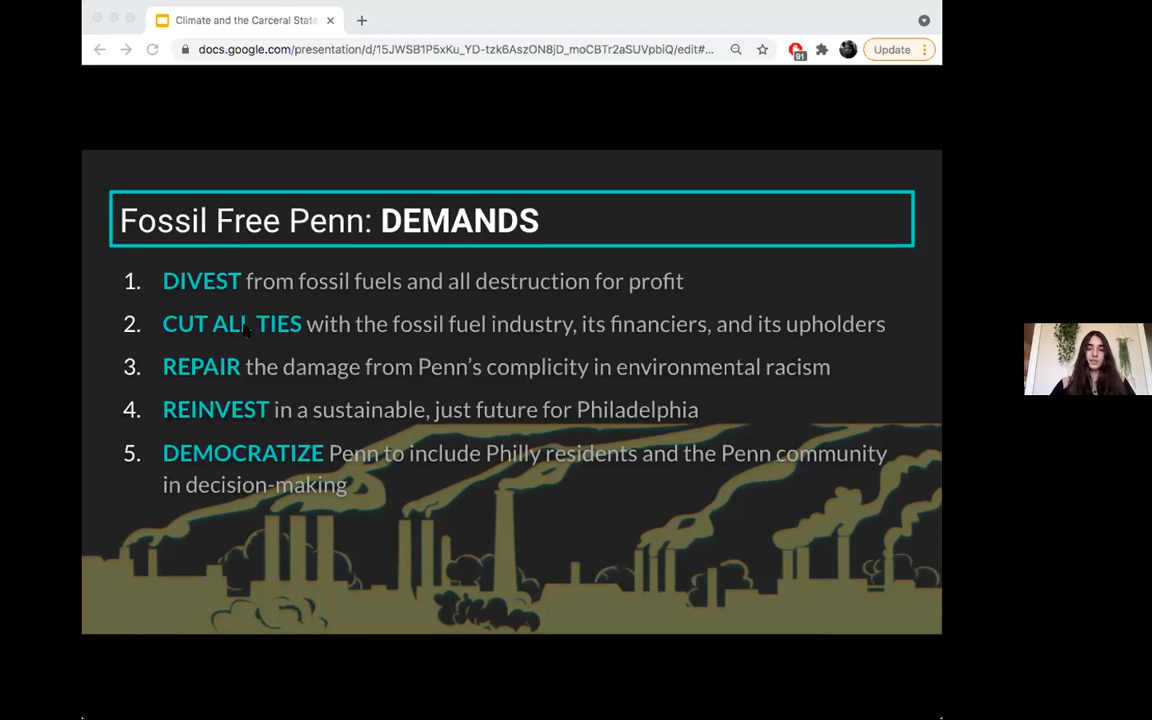 Climate and the Carceral State
docs.google.com/presentation/d/15JWSB1P5xKu_YD-tzk6AszON8jD_moCBTr2aSUVpbiQ/edit#...
91
Update
Fossil Free Penn: DEMANDS
1. DIVEST from fossil fuels and all destruction for profit
2. CUT ALL TIES with the fossil fuel industry, its financiers, and its upholders
3. REPAIR the damage from Penn's complicity in environmental racism
4. REINVEST in a sustainable, just future for Philadelphia
5. DEMOCRATIZE Penn to include Philly residents and the Penn community
in decision-making